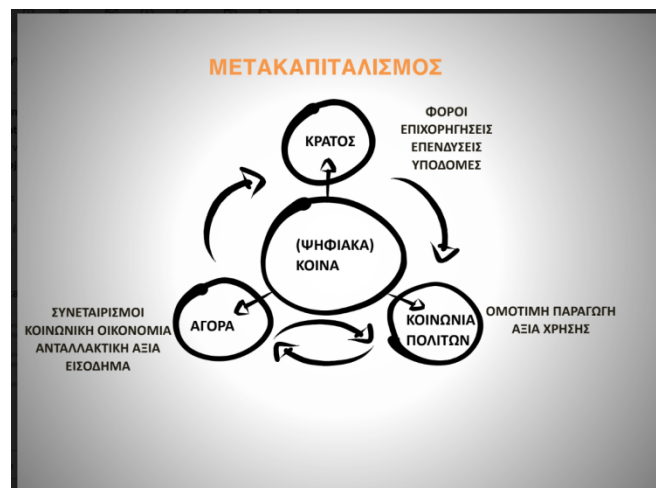 ΜΕΤΑΚΑΠΙΤΑΛΙΣΜΟΣ
ΚΡΑΤΟΣ
ΦΟΡΟΙ
ΕΠΙΧΟΡΗΓΗΣΕΙΣ
ΕΠΕΝΔΥΣΕΙΣ
ΥΠΟΔΟΜΕΣ
(ΨΗΦΙΑΚΑ)
ΚΟΙΝΑ
ΣΥΝΕΤΑΙΡΙΣΜΟΙ
ΚΟΙΝΩΝΙΚΗ ΟΙΚΟΝΟΜΙΑ
ΑΝΤΑΛΛΑΚΤΙΚΗ ΑΞΙΑ
ΕΙΣΟΔΗΜΑ
ΑΓΟΡΑ
ΚΟΙΝΩΝΙΑ
ΠΟΛΙΤΩΝ
ΟΜΟΤΙΜΗ ΠΑΡΑΓΩΓΗ
ΑΞΙΑ ΧΡΗΣΗΣ